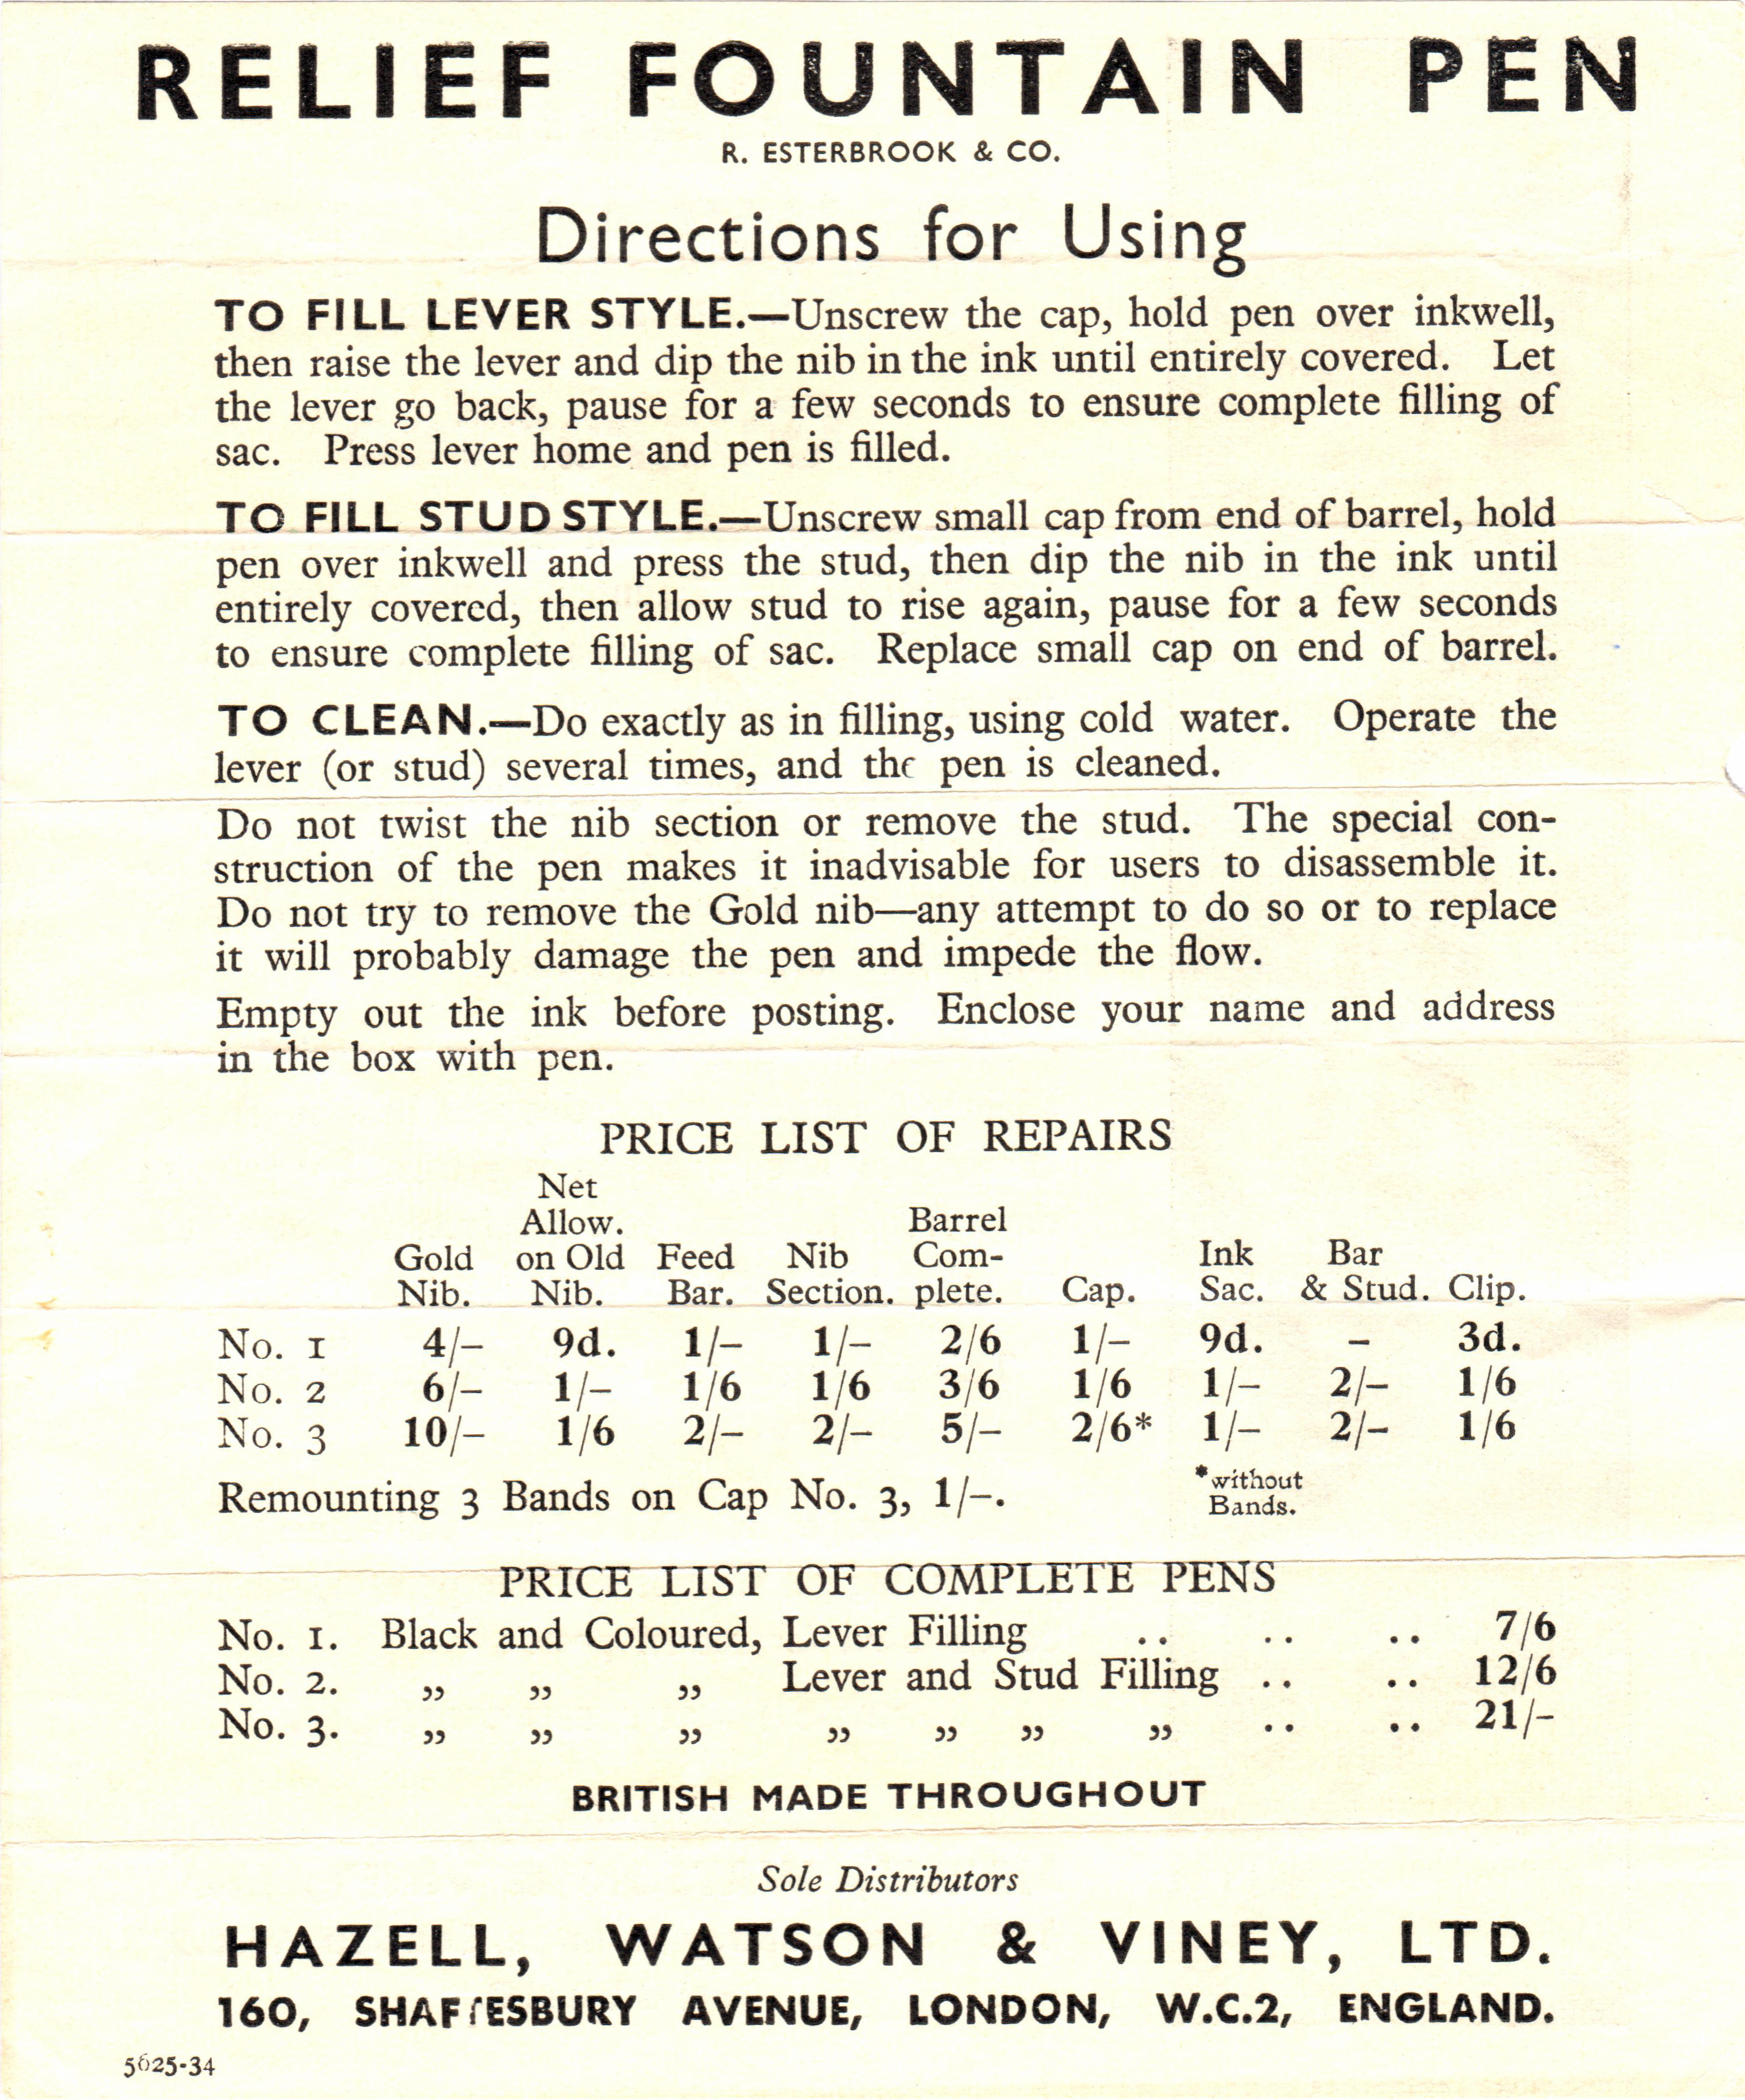 RELIEF FOUNTAIN PEN
R. ESTERBROOK & CO.
Directions for Using
TO FILL LEVER STYLE.—Unscrew the cap, hold pen over inkwell,
then raise the lever and dip the nib in the ink until entirely covered. Let
the lever go back, pause for a few seconds to ensure complete filling of
sac. Press lever home and pen is filled.
TO FILL STUD STYLE.—Unscrew small cap from end of barrel, hold
pen over inkwell and press the stud, then dip the nib in the ink until
entirely covered, then allow stud to rise again, pause for a few seconds
to ensure complete filling of sac. Replace small cap on end of barrel.
TO CLEAN.—Do exactly as in filling, using cold water. Operate the
lever (or stud) several times, and the pen is cleaned.
Do not twist the nib section or remove the stud. The special con-
struction of the pen makes it inadvisable for users to disassemble it.
Do not try to remove the Gold nib—any attempt to do so or to replace
it will probably damage the pen and impede the flow.
Empty out the ink before posting. Enclose your name and address
in the box with pen.
PRICE LIST OF REPAIRS
Net
Allow. Barrel
Gold on Old Feed Nib Com- Ink Bar
Nib. Nib. Bar. Section. plete. Cap. Sac. & Stud. Clip.
No. 1 4/– 9d. 1/– 1/– 2/6 1/– 9d. – 3d.
No. 2 6/– 1/– 1/6 1/6 3/6 1/6 1/– 2/– 1/6
No. 3 10/– 1/6 2/– 2/– 5/– 2/6* 1/– 2/– 1/6
Remounting 3 Bands on Cap No. 3, 1/–.
*without
Bands.
PRICE LIST OF COMPLETE PENS
No. 1. Black and Coloured, Lever Filling .. .. .. 7/6
No. 2. „ „ „ Lever and Stud Filling .. .. 12/6
No. 3. „ „ „ „ „ „ „ .. .. 21/–
BRITISH MADE THROUGHOUT
Sole Distributors
HAZELL, WATSON & VINEY, LTD.
160, SHAFTESBURY AVENUE, LONDON, W.C.2, ENGLAND.
5625-34